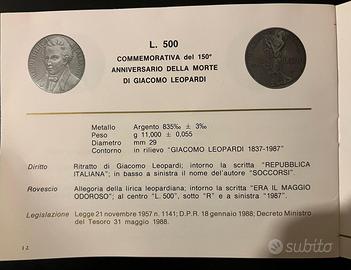 L. 500
COMMEMORATIVA del 150°
ANNIVERSARIO DELLA MORTE
DI GIACOMO LEOPARDI
Metallo Argento 835‰ ± 3‰
Peso g 11,000 ± 0,055
Diametro mm 29
Contorno in rilievo "GIACOMO LEOPARDI 1837-1987"
Diritto Ritratto di Giacomo Leopardi; intorno la scritta "REPUBBLICA
ITALIANA"; in basso a sinistra il nome del'autore "SOCCORSI".
Rovescio Allegoria della lirica leopardiana; intorno la scritta "ERA IL MAGGIO
ODOROSO"; al centro "L. 500", sotto "R" e a sinistra "1987".
Legislazione Legge 21 novembre 1957 n. 1141; D.P.R. 18 gennaio 1988; Decreto Ministro
del Tesoro 31 maggio 1988.
12
subito